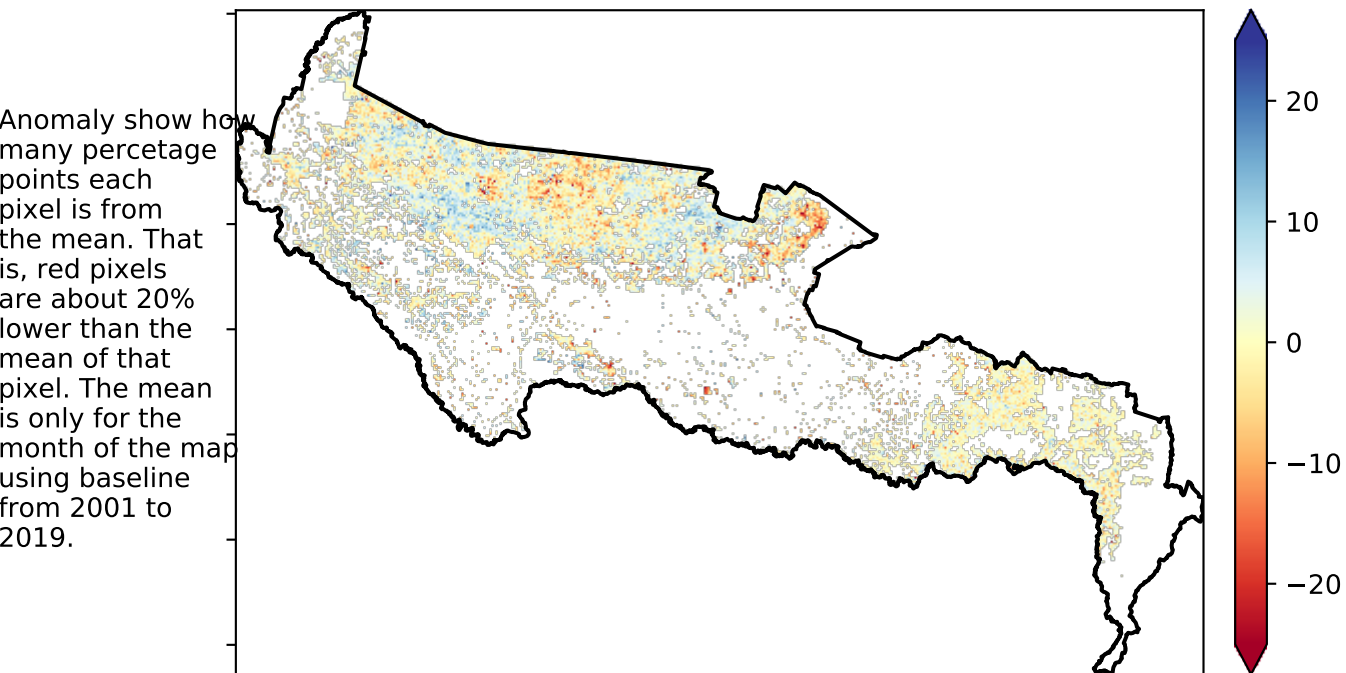 Anomaly show how
many percetage
points each
pixel is from
the mean. That
is, red pixels
are about 20%
lower than the
mean of that
pixel. The mean
is only for the
month of the map
using baseline
from 2001 to
2019.
20
10
0
−10
−20